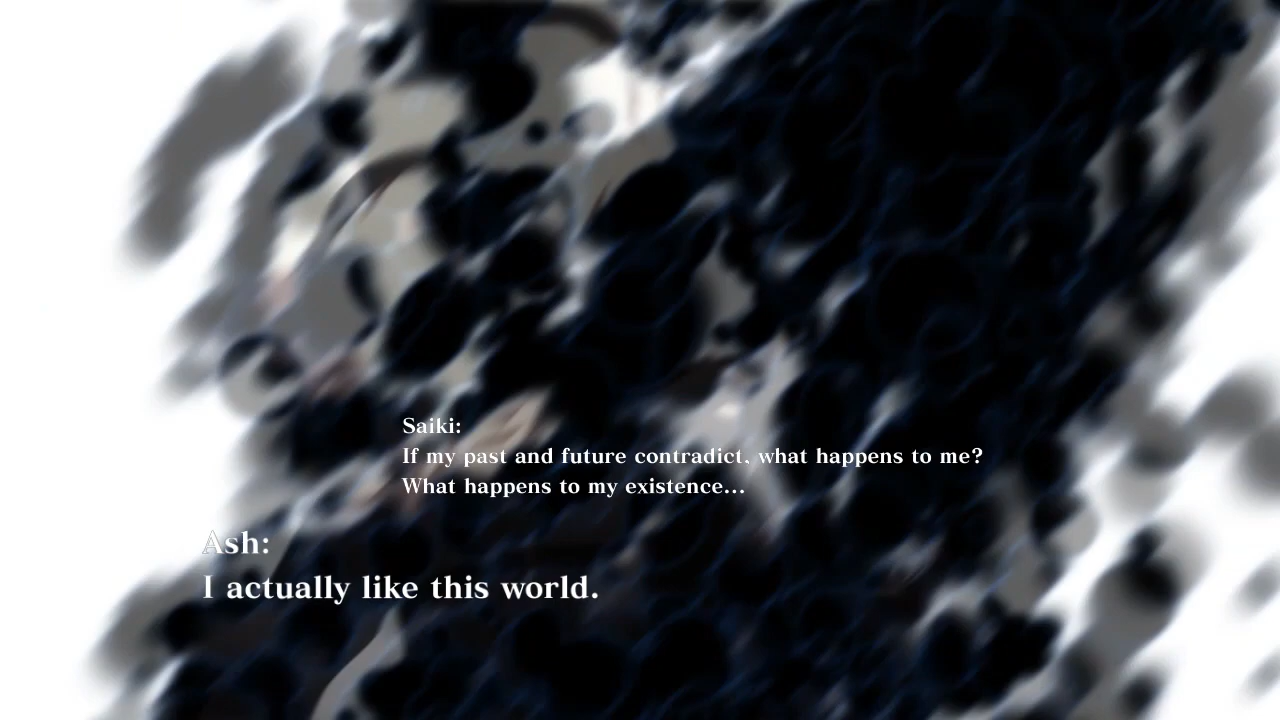 Saiki:
If my past and future contradict, what happens to me?
What happens to my existence...
Ash:
I actually like this world.